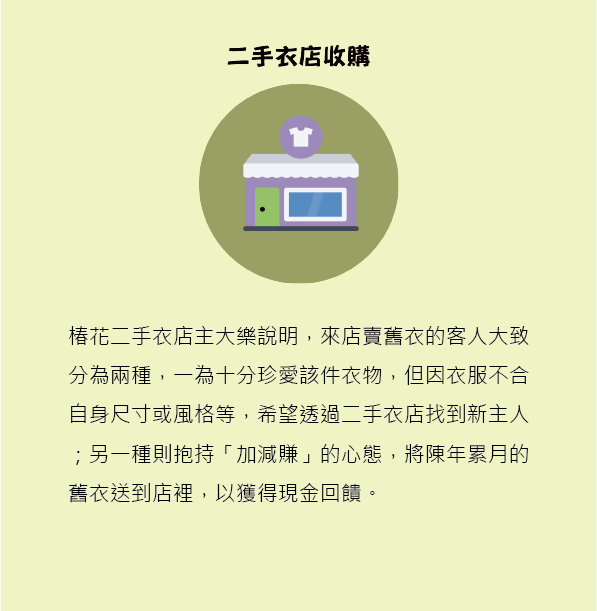 二手衣店收購
椿花二手衣店主大樂說明，來店賣舊衣的客人大致
分為兩種，一為十分珍愛該件衣物，但因衣服不合
自身尺寸或風格等，希望透過二手衣店找到新主人
；另一種則抱持「加減賺」的心態，將陳年累月的
舊衣送到店裡，以獲得現金回饋。